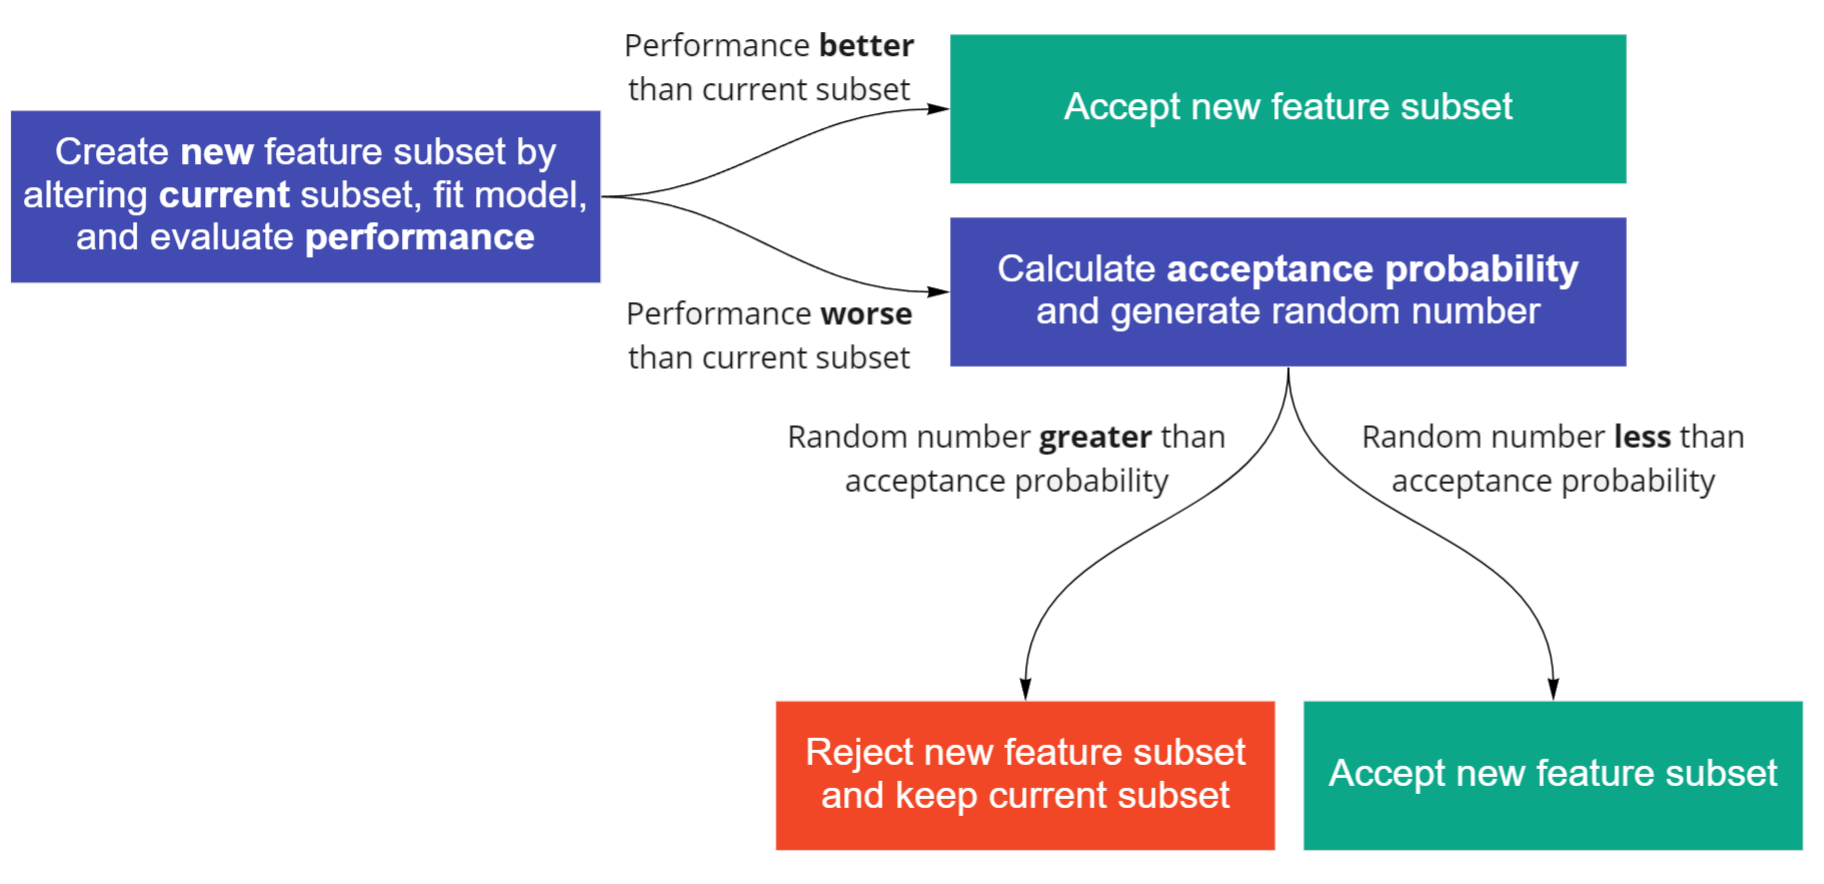 Performance better
than current subset
Accept new feature subset
Create new feature subset by
altering current subset, fit model,
and evaluate performance
Performance worse
than current subset
Calculate acceptance probability
and generate random number
Random number greater than
acceptance probability
Random number less than
acceptance probability
Reject new feature subset
and keep current subset
Accept new feature subset